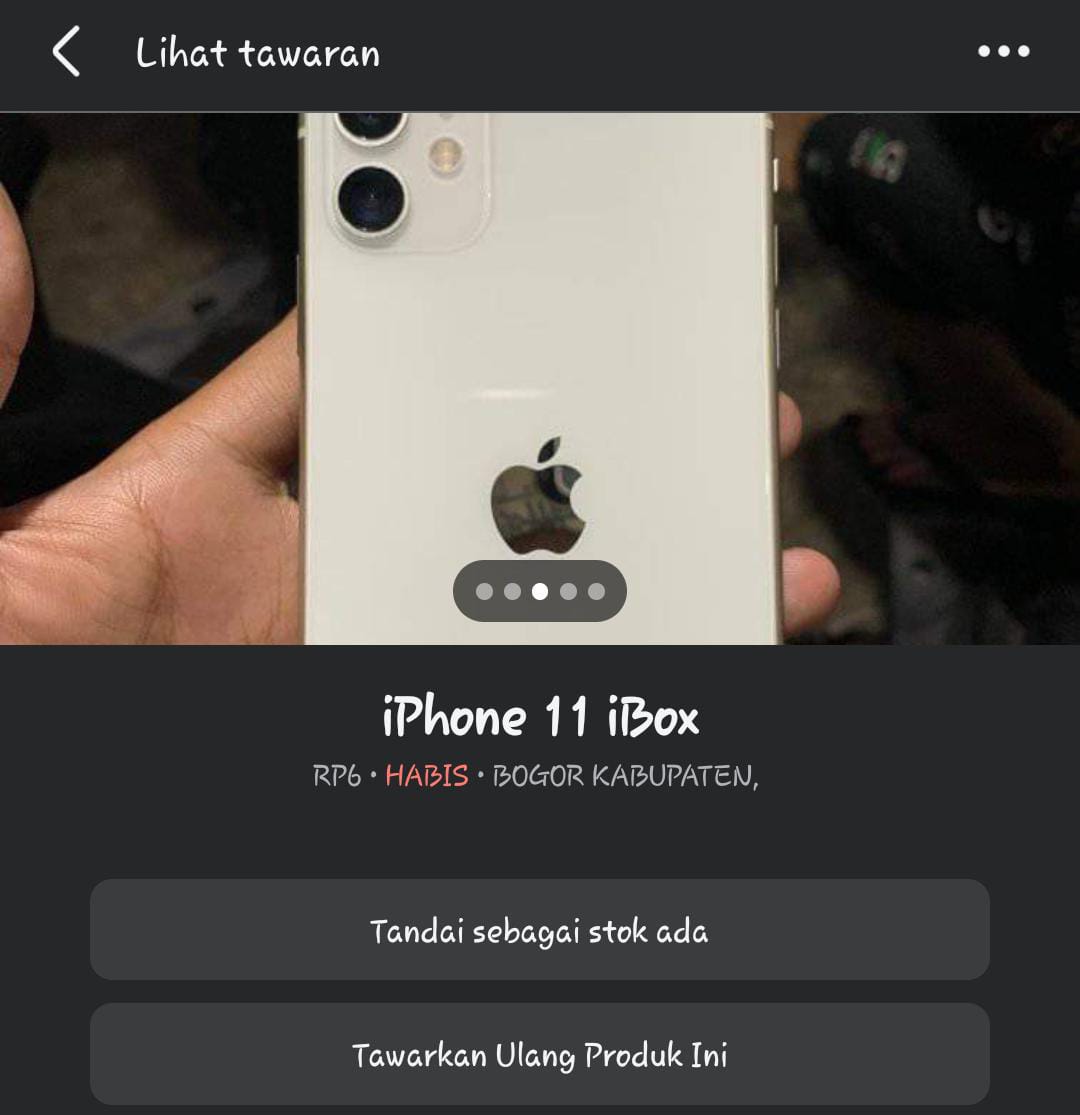 Lihat tawaran
iPhone 11 iBox
RP6 • HABIS • BOGOR KABUPATEN,
Tandai sebagai stok ada
Tawarkan Ulang Produk Ini